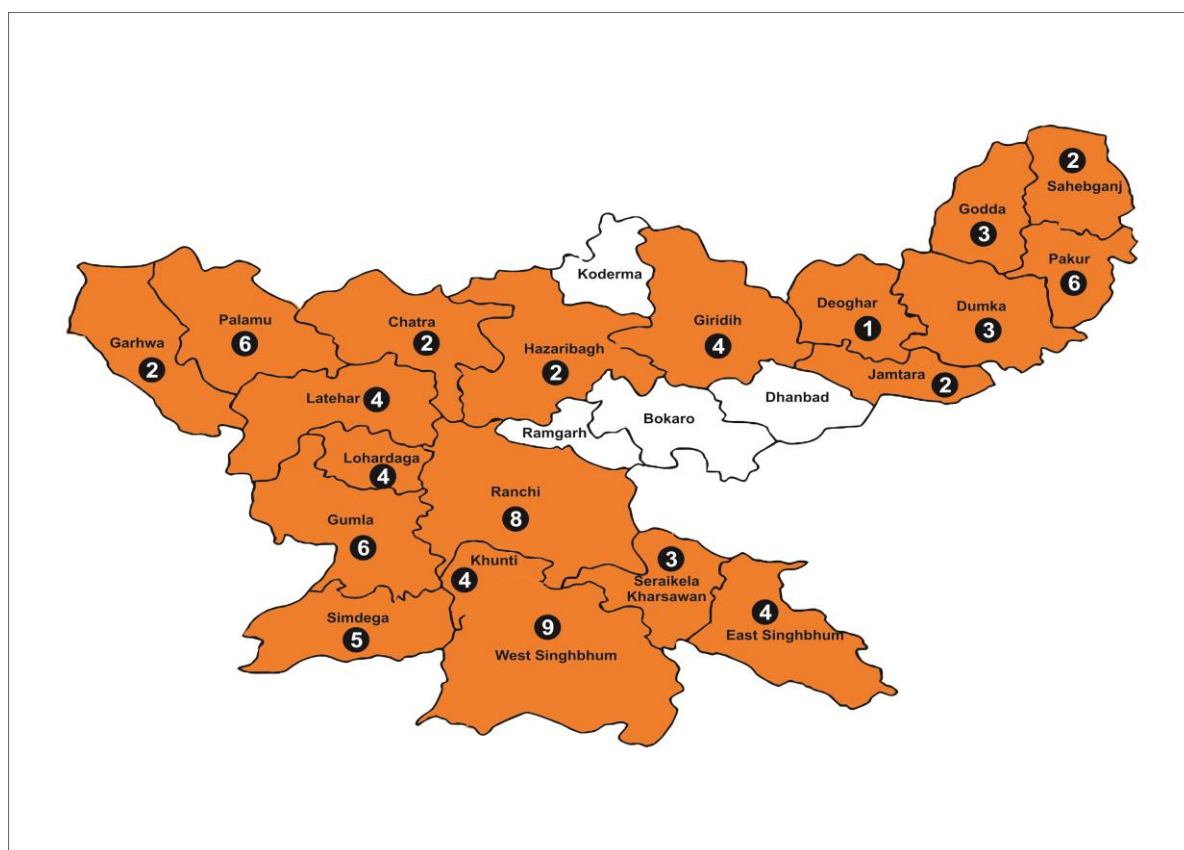 2
Sahebganj
Godda
3
Pakur
6
Koderma
Deoghar
1
Dumka
3
Palamu
6
Chatra
2
Giridih
4
Garhwa
2
Hazaribagh
2
Jamtara
2
Latehar 4
Dhanbad
Bokaro
Ramgarh
Lohardaga
4
Ranchi
8
Gumla
6
Khunti
4
3
Seraikela
Kharsawan
Simdega
5
9
West Singhbhum
4
East Singhbhum